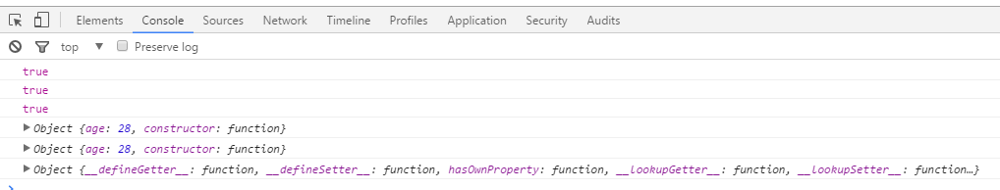 Elements Console Sources Network Timeline Profiles Application Security Audits
top Preserve log
true
true
true
Object {age: 28, constructor: function}
Object {age: 28, constructor: function}
Object {__defineGetter__: function, __defineSetter__: function, hasOwnProperty: function, __lookupGetter__: function, __lookupSetter__: function…}